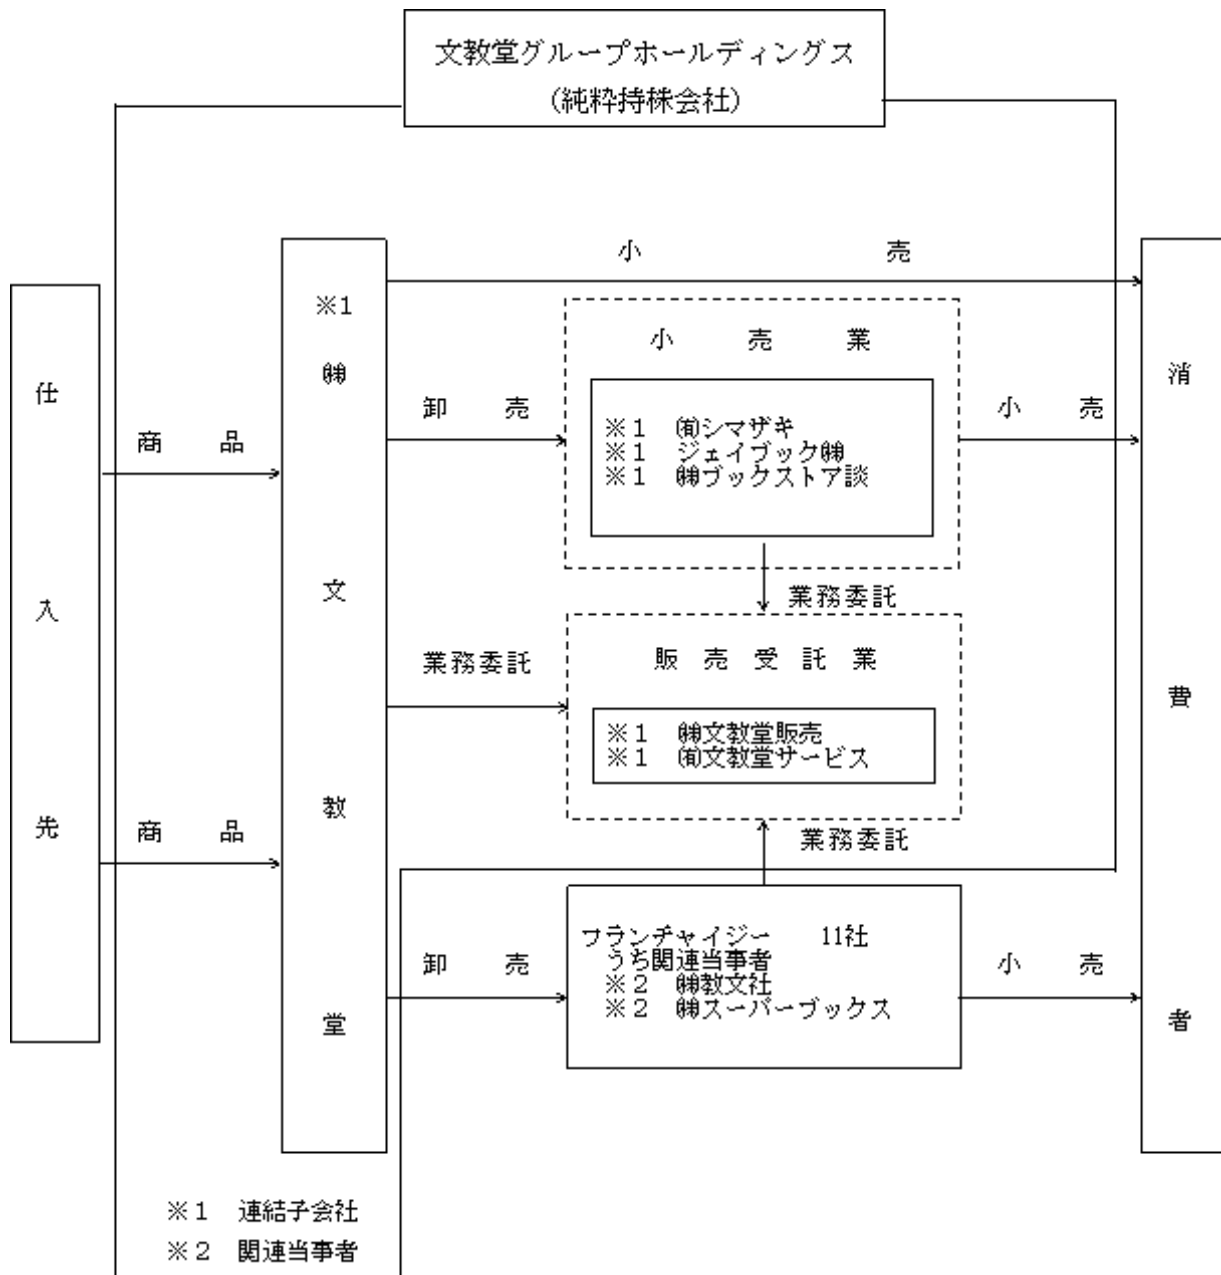 文教堂グループホールディングス
(純粋持株会社)
仕入先
商品
商品
※1
㈱文教堂
小売
卸売
小売業
※1 ㈲シマザキ
※1 ジェイブック㈱
※1 ㈱ブックストア談
小売
業務委託
業務委託
販売受託業
※1 ㈱文教堂販売
※1 ㈲文教堂サービス
業務委託
卸売
フランチャイジー 11社
うち関連当事者
※2 ㈱教文社
※2 ㈱スーパーブックス
小売
消費者
※1 連結子会社
※2 関連当事者